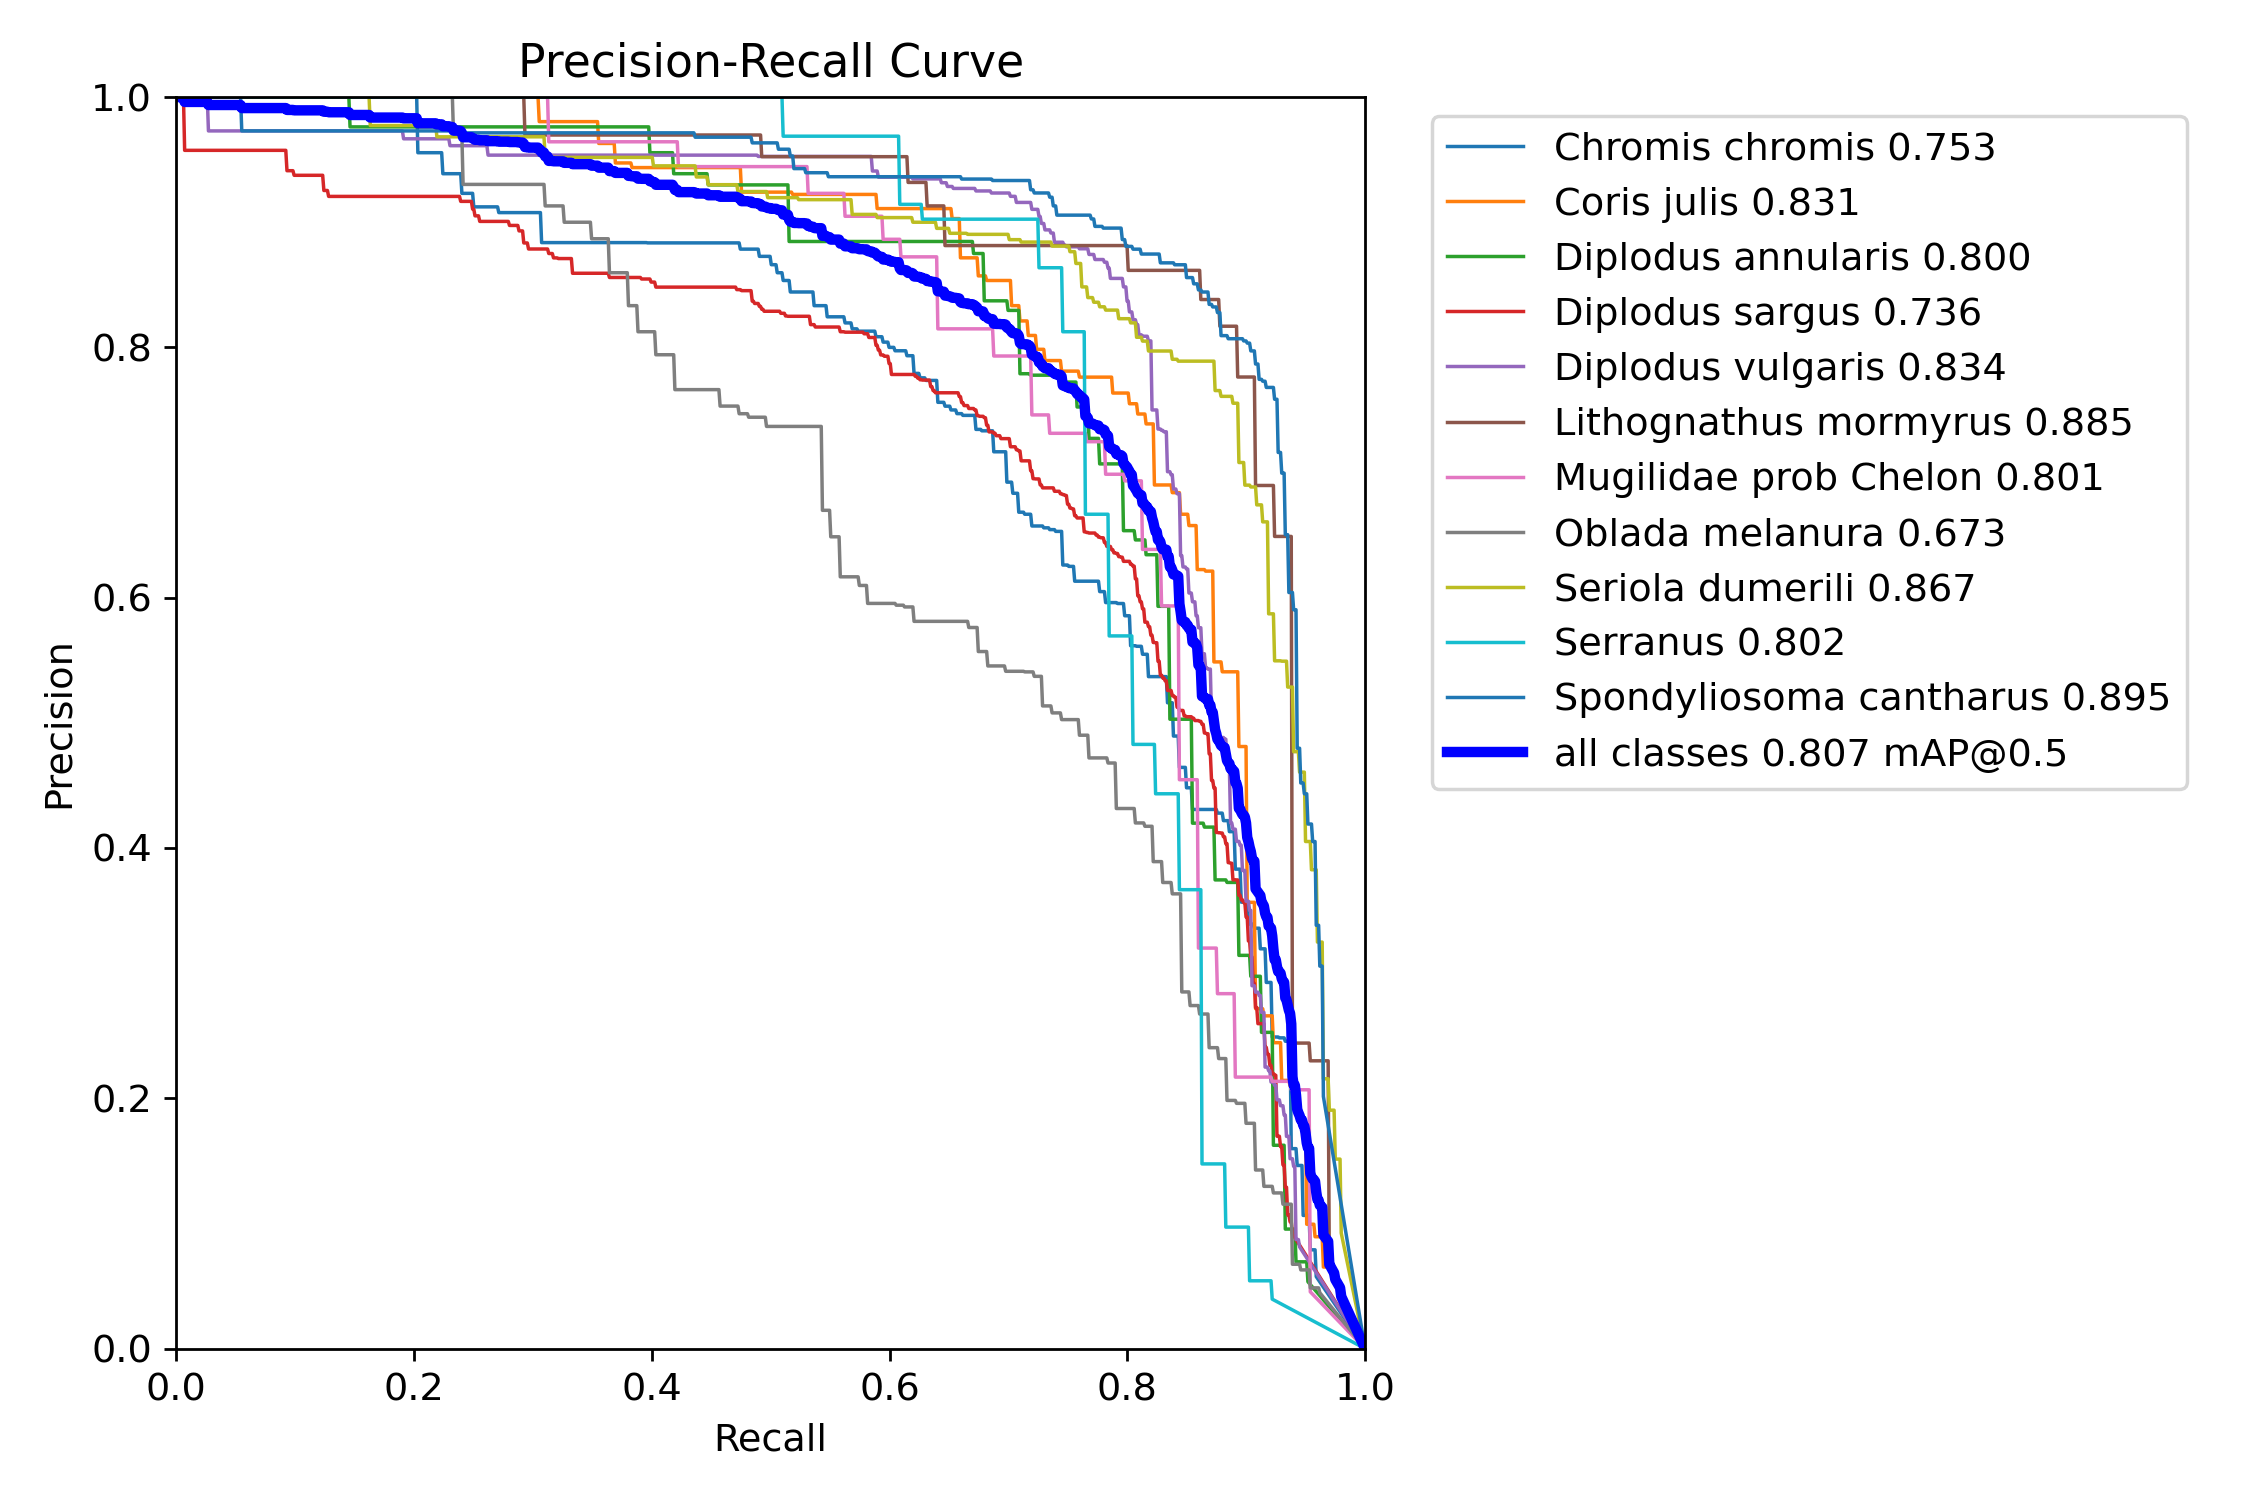 Precision-Recall Curve
1.0
0.8
0.6
0.4
0.2
0.0
Precision
0.0 0.2 0.4 0.6 0.8 1.0
Recall
Chromis chromis 0.753
Coris julis 0.831
Diplodus annularis 0.800
Diplodus sargus 0.736
Diplodus vulgaris 0.834
Lithognathus mormyrus 0.885
Mugilidae prob Chelon 0.801
Oblada melanura 0.673
Seriola dumerili 0.867
Serranus 0.802
Spondyliosoma cantharus 0.895
all classes 0.807 mAP@0.5